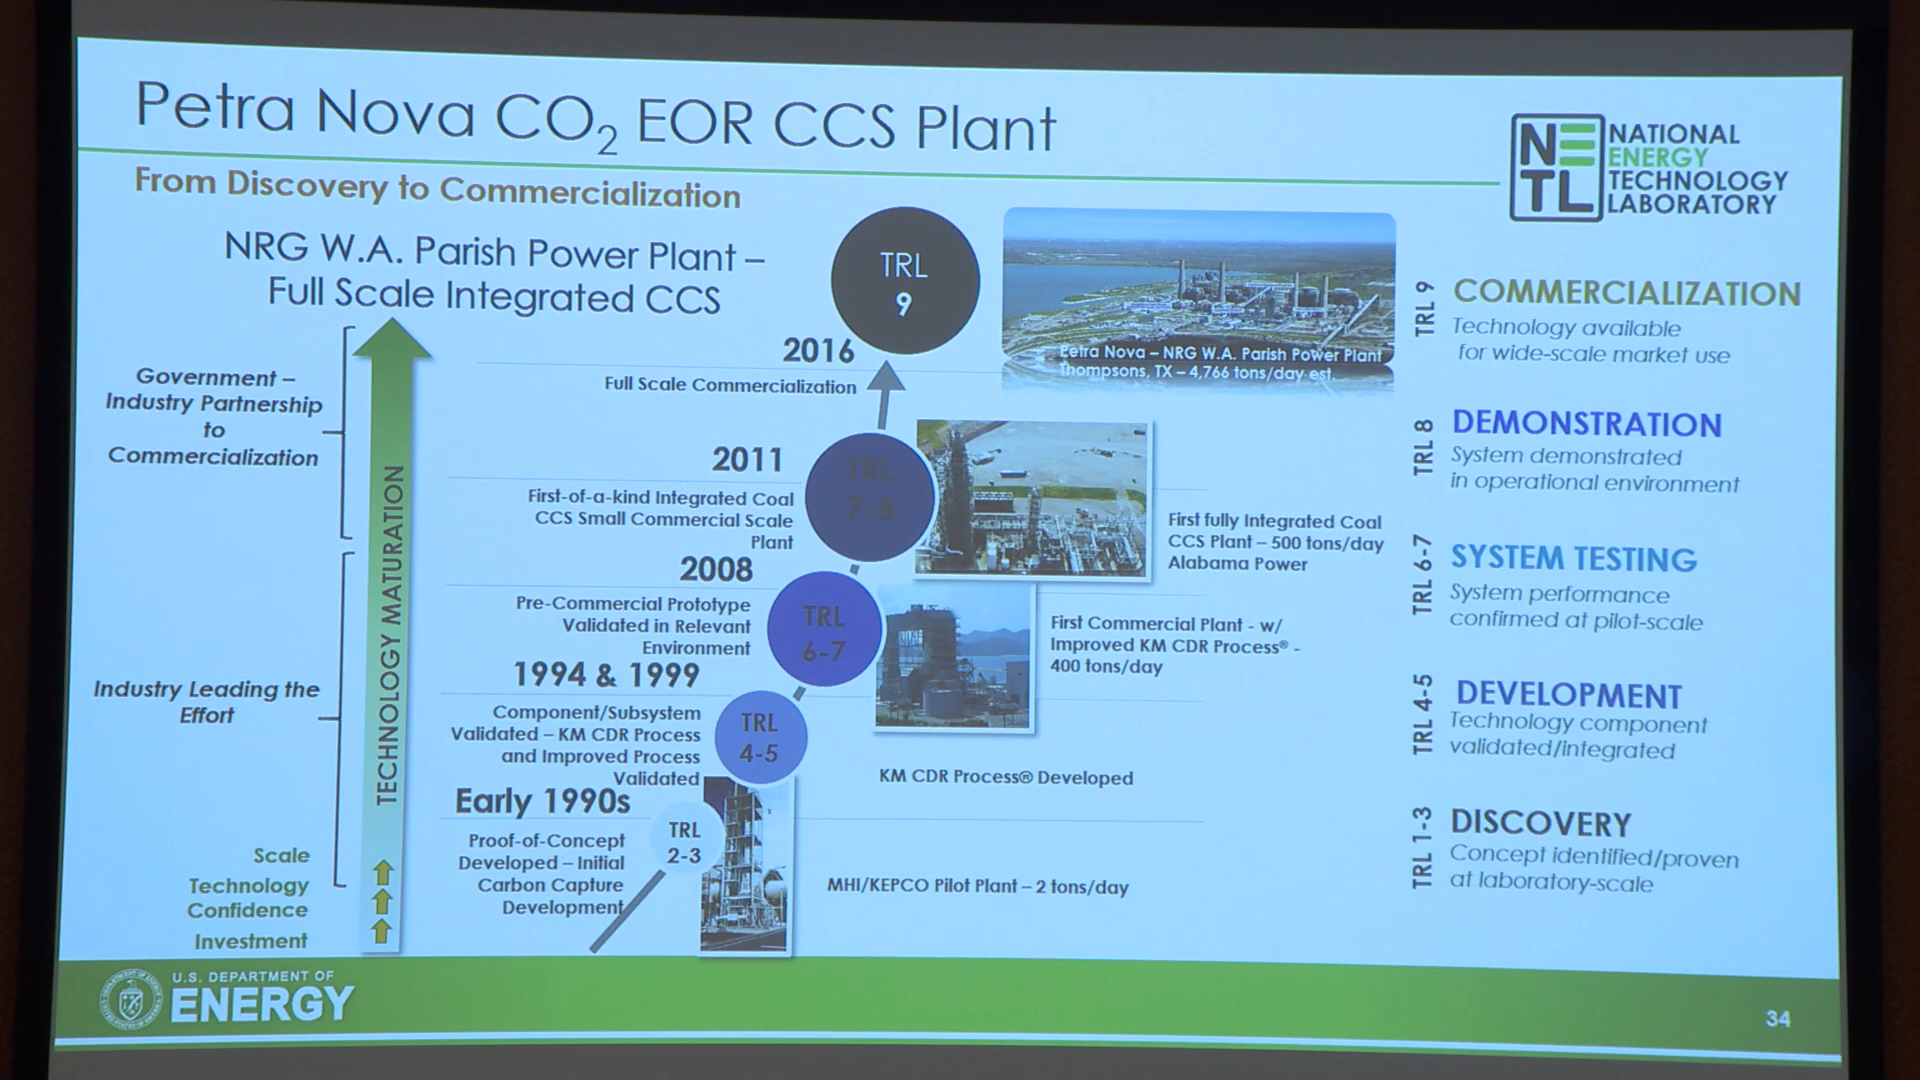 Petra Nova CO₂ EOR CCS Plant
From Discovery to Commercialization
NETL
NATIONAL
ENERGY
TECHNOLOGY
LABORATORY
NRG W.A. Parish Power Plant –
Full Scale Integrated CCS
Government –
Industry Partnership
to
Commercialization
Industry Leading the
Effort
Scale
Technology
Confidence
Investment
TECHNOLOGY MATURATION
TRL
9
2016
Full Scale Commercialization
Petra Nova – NRG W.A. Parish Power Plant
Thompsons, TX – 4,766 tons/day est.
2011
First-of-a-kind Integrated Coal
CCS Small Commercial Scale
Plant
TRL
7-8
First fully Integrated Coal
CCS Plant – 500 tons/day
Alabama Power
2008
Pre-Commercial Prototype
Validated in Relevant
Environment
TRL
6-7
First Commercial Plant - w/
Improved KM CDR Process® -
400 tons/day
1994 & 1999
Component/Subsystem
Validated – KM CDR Process
and Improved Process
Validated
TRL
4-5
KM CDR Process® Developed
Early 1990s
Proof-of-Concept
Developed – Initial
Carbon Capture
Development
TRL
2-3
MHI/KEPCO Pilot Plant – 2 tons/day
TRL 9
COMMERCIALIZATION
Technology available
for wide-scale market use
TRL 8
DEMONSTRATION
System demonstrated
in operational environment
TRL 6-7
SYSTEM TESTING
System performance
confirmed at pilot-scale
TRL 4-5
DEVELOPMENT
Technology component
validated/integrated
TRL 1-3
DISCOVERY
Concept identified/proven
at laboratory-scale
U.S. DEPARTMENT OF
ENERGY
34